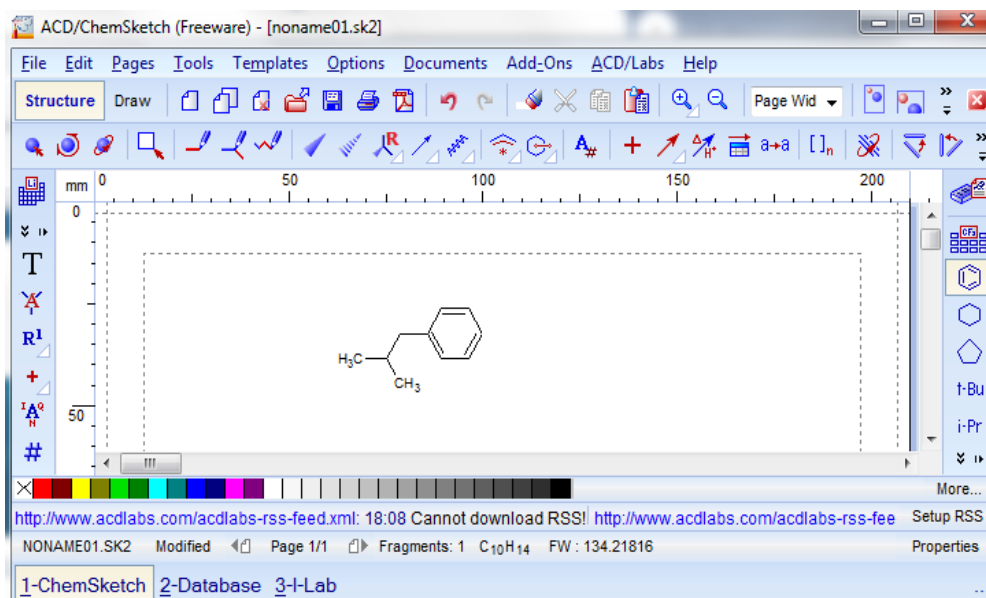 ACD/ChemSketch (Freeware) - [noname01.sk2]
File Edit Pages Tools Templates Options Documents Add-Ons ACD/Labs Help
Structure Draw Page Wid
R A# H+ a→a []n
Li mm 0 50 100 150 200
0
CF3
T
A
R1
H3C
CH3
t-Bu
50
i-Pr
#
More...
http://www.acdlabs.com/acdlabs-rss-feed.xml: 18:08 Cannot download RSS! http://www.acdlabs.com/acdlabs-rss-fee Setup RSS
NONAME01.SK2 Modified Page 1/1 Fragments: 1 C10H14 FW : 134.21816 Properties
1-ChemSketch 2-Database 3-I-Lab